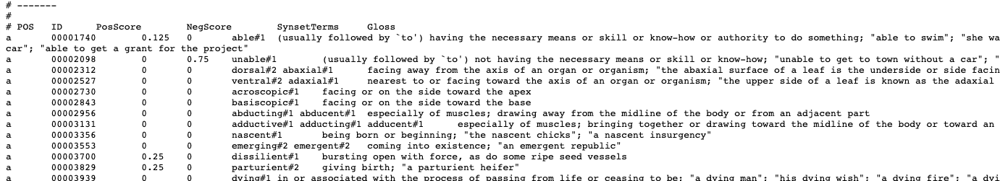 # -------
#
# POS ID PosScore NegScore SynsetTerms Gloss
a 00001740 0.125 0 able#1 (usually followed by `to') having the necessary means or skill or know-how or authority to do something; "able to swim"; "she wa
car"; "able to get a grant for the project"
a 00002098 0 0.75 unable#1 (usually followed by `to') not having the necessary means or skill or know-how; "unable to get to town without a car"; "
a 00002312 0 0 dorsal#2 abaxial#1 facing away from the axis of an organ or organism; "the abaxial surface of a leaf is the underside or side facin
a 00002527 0 0 ventral#2 adaxial#1 nearest to or facing toward the axis of an organ or organism; "the upper side of a leaf is known as the adaxial
a 00002730 0 0 acroscopic#1 facing or on the side toward the apex
a 00002843 0 0 basiscopic#1 facing or on the side toward the base
a 00002956 0 0 abducting#1 abducent#1 especially of muscles; drawing away from the midline of the body or from an adjacent part
a 00003131 0 0 adductive#1 adducting#1 adducent#1 especially of muscles; bringing together or drawing toward the midline of the body or toward an
a 00003356 0 0 nascent#1 being born or beginning; "the nascent chicks"; "a nascent insurgency"
a 00003553 0 0 emerging#2 emergent#2 coming into existence; "an emergent republic"
a 00003700 0.25 0 dissilient#1 bursting open with force, as do some ripe seed vessels
a 00003829 0.25 0 parturient#2 giving birth; "a parturient heifer"
a 00003939 0 0 dying#1 in or associated with the process of passing from life or ceasing to be; "a dying man"; "his dying wish"; "a dying fire"; "a dyi